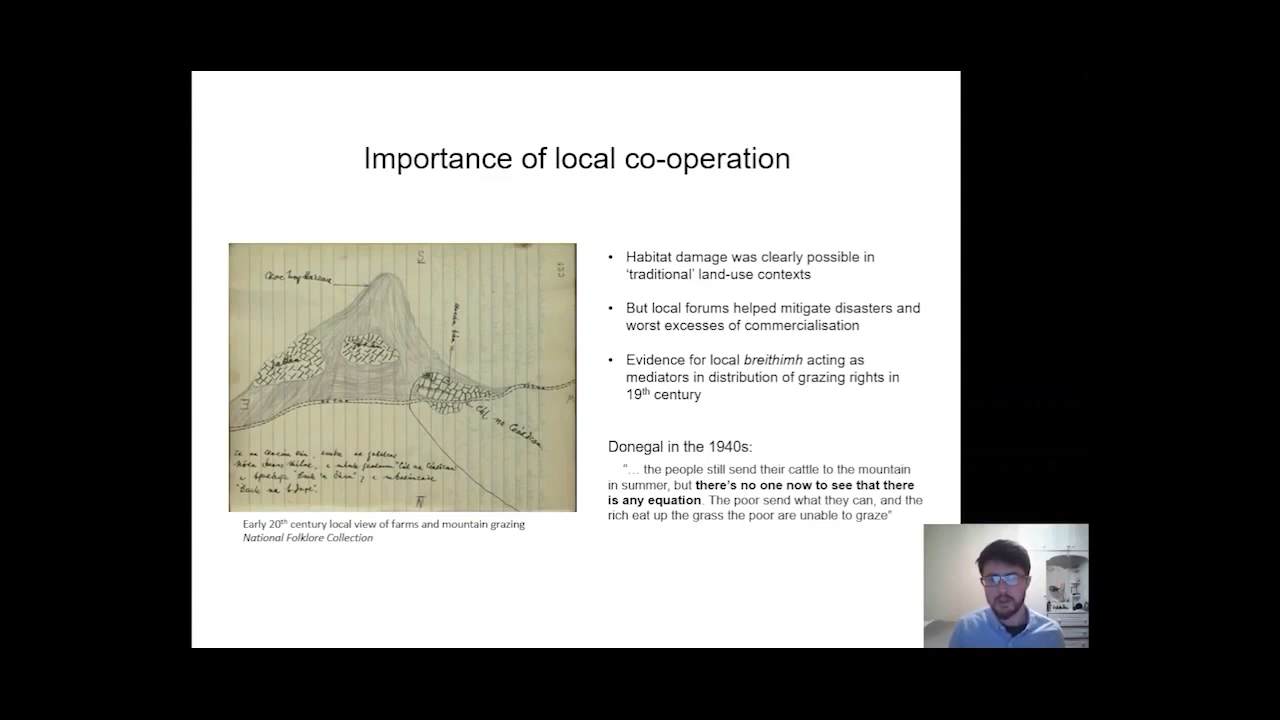 Importance of local co-operation
S
• Habitat damage was clearly possible in
‘traditional’ land-use contexts
• But local forums helped mitigate disasters and
worst excesses of commercialisation
• Evidence for local breithimh acting as
mediators in distribution of grazing rights in
19th century
E
N
Donegal in the 1940s:
“… the people still send their cattle to the mountain
in summer, but there’s no one now to see that there
is any equation. The poor send what they can, and the
rich eat up the grass the poor are unable to graze”
Early 20th century local view of farms and mountain grazing
National Folklore Collection